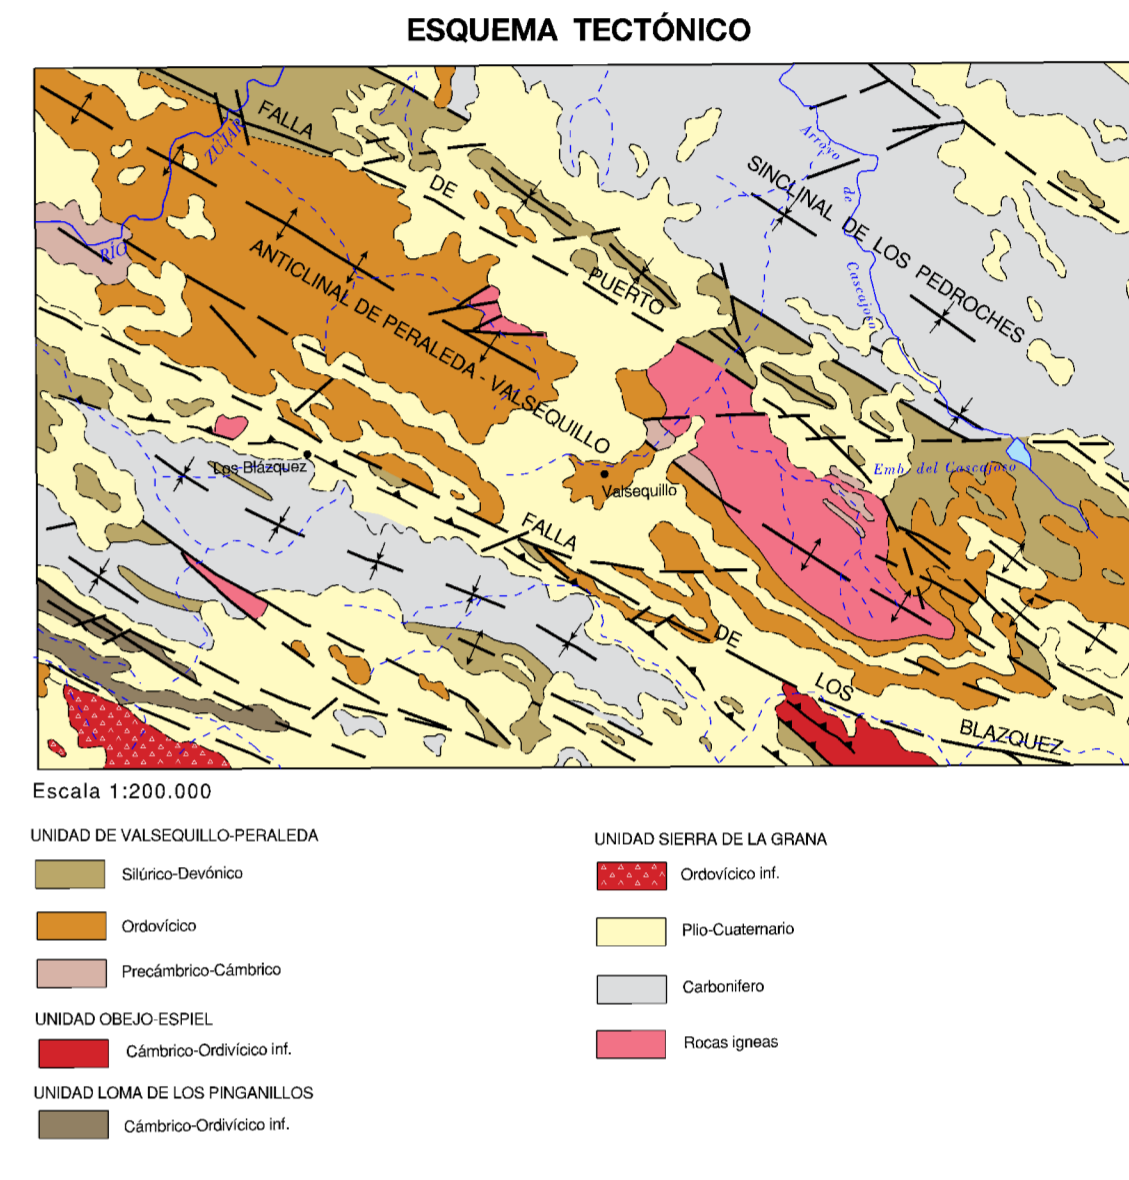 ESQUEMA TECTÓNICO
FALLA
DE
PUERTO
RÍO
ZÚJAR
ANTICLINAL DE PERALEDA - VALSEQUILLO
SINCLINAL DE LOS PEDROCHES
Arroyo
de
Cascajoso
Emb. del Cascajoso
Los Blázquez
Valsequillo
FALLA
DE
LOS
BLAZQUEZ
Escala 1:200.000
UNIDAD DE VALSEQUILLO-PERALEDA
Silúrico-Devónico
Ordovícico
Precámbrico-Cámbrico
UNIDAD OBEJO-ESPIEL
Cámbrico-Ordivícico inf.
UNIDAD LOMA DE LOS PINGANILLOS
Cámbrico-Ordivícico inf.
UNIDAD SIERRA DE LA GRANA
Ordovícico inf.
Plio-Cuaternario
Carbonifero
Rocas igneas